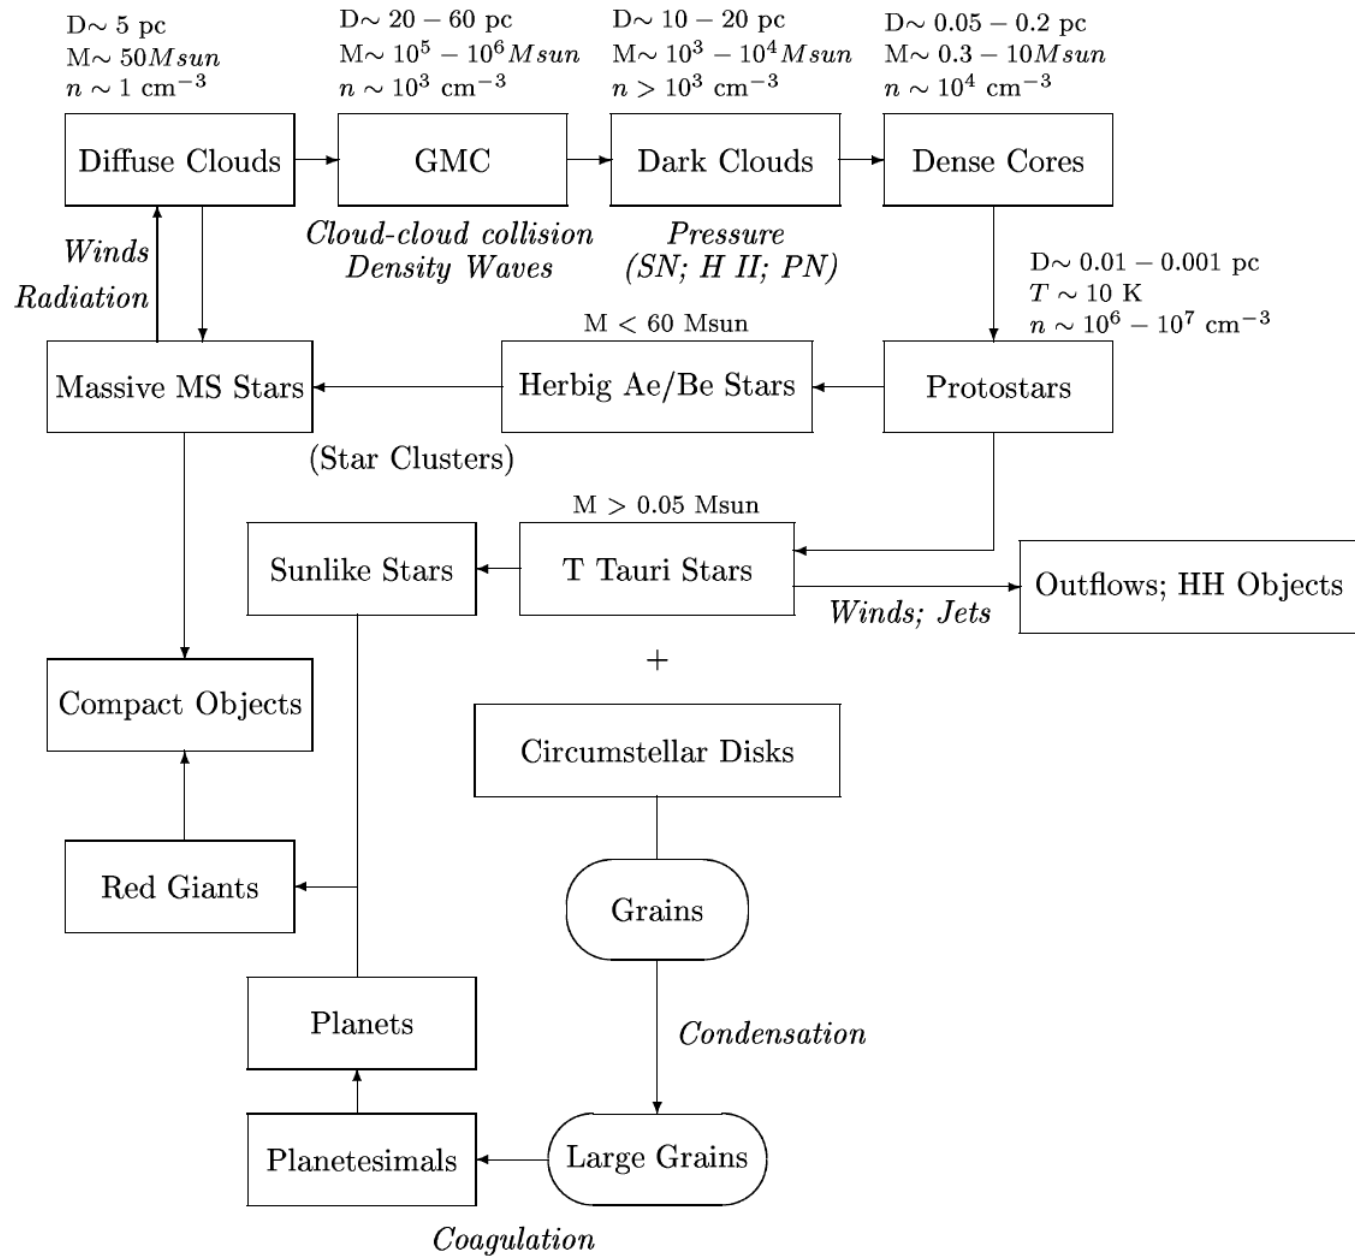 D∼ 5 pc
M∼ 50Msun
n ∼ 1 cm⁻³
D∼ 20 − 60 pc
M∼ 10⁵ − 10⁶Msun
n ∼ 10³ cm⁻³
D∼ 10 − 20 pc
M∼ 10³ − 10⁴Msun
n > 10³ cm⁻³
D∼ 0.05 − 0.2 pc
M∼ 0.3 − 10Msun
n ∼ 10⁴ cm⁻³
Diffuse Clouds
GMC
Dark Clouds
Dense Cores
Winds
Radiation
Cloud-cloud collision
Density Waves
Pressure
(SN; H II; PN)
D∼ 0.01 − 0.001 pc
T ∼ 10 K
n ∼ 10⁶ − 10⁷ cm⁻³
M < 60 Msun
Massive MS Stars
Herbig Ae/Be Stars
Protostars
(Star Clusters)
M > 0.05 Msun
Sunlike Stars
T Tauri Stars
Outflows; HH Objects
Winds; Jets
+
Compact Objects
Circumstellar Disks
Red Giants
Grains
Planets
Condensation
Planetesimals
Large Grains
Coagulation